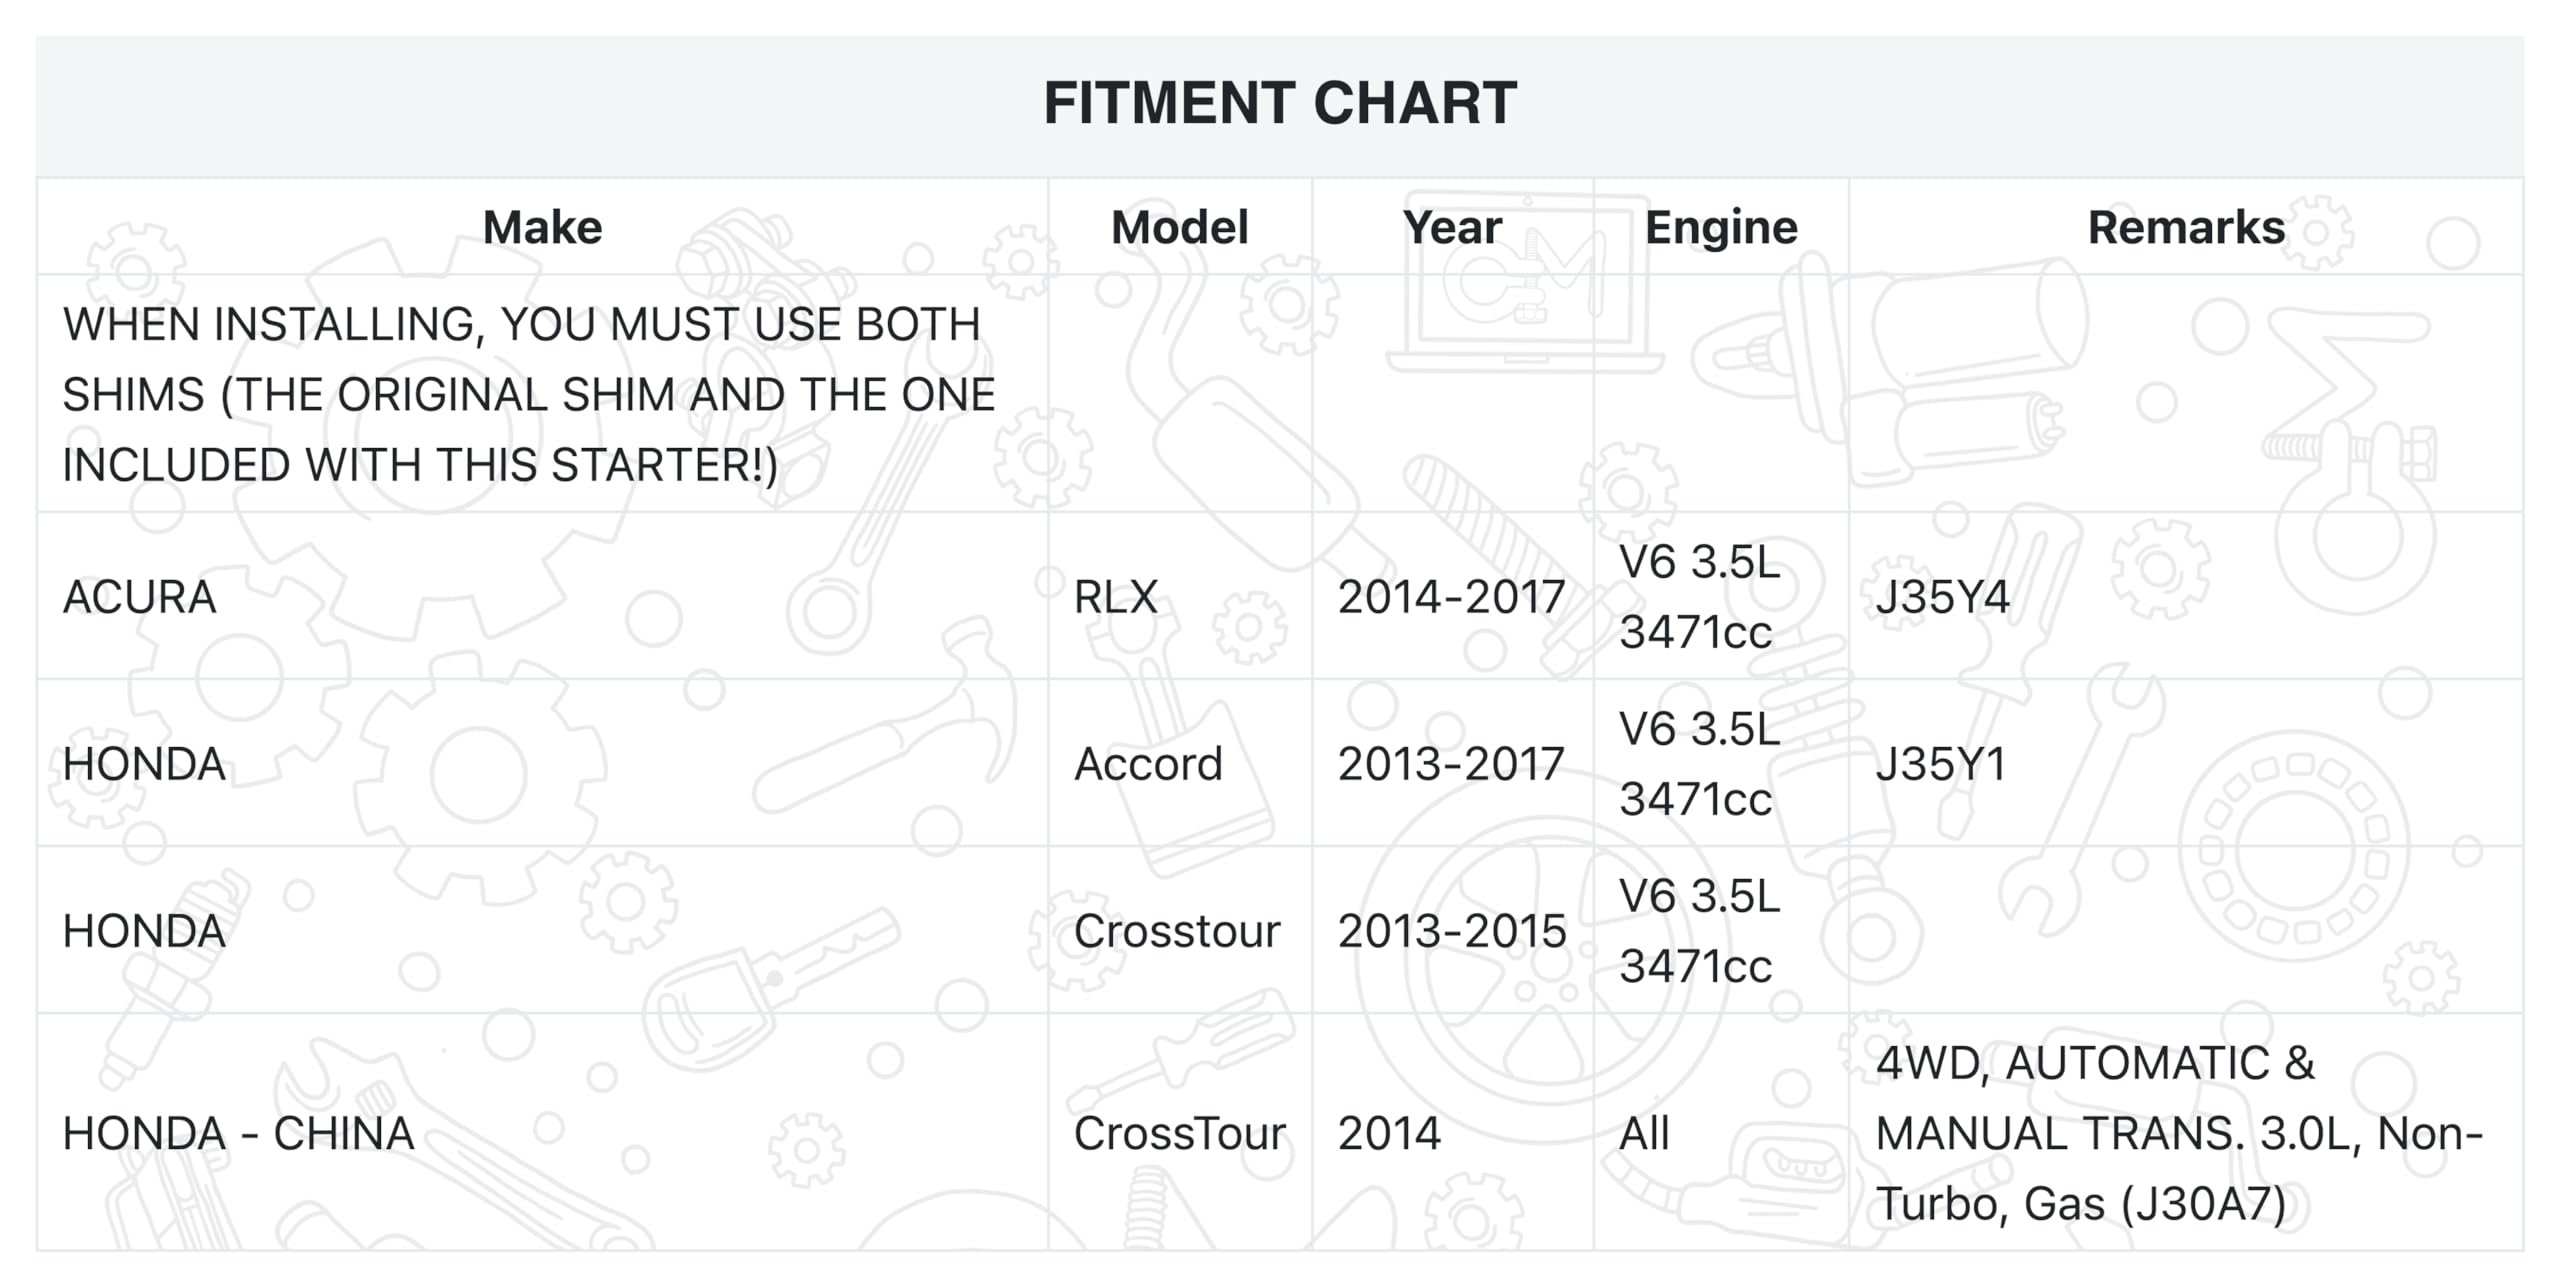 FITMENT CHART
Make Model Year Engine Remarks
WHEN INSTALLING, YOU MUST USE BOTH
SHIMS (THE ORIGINAL SHIM AND THE ONE
INCLUDED WITH THIS STARTER!)
ACURA RLX 2014-2017 V6 3.5L
3471cc J35Y4
HONDA Accord 2013-2017 V6 3.5L
3471cc J35Y1
HONDA Crosstour 2013-2015 V6 3.5L
3471cc
HONDA - CHINA CrossTour 2014 All 4WD, AUTOMATIC &
MANUAL TRANS. 3.0L, Non-
Turbo, Gas (J30A7)